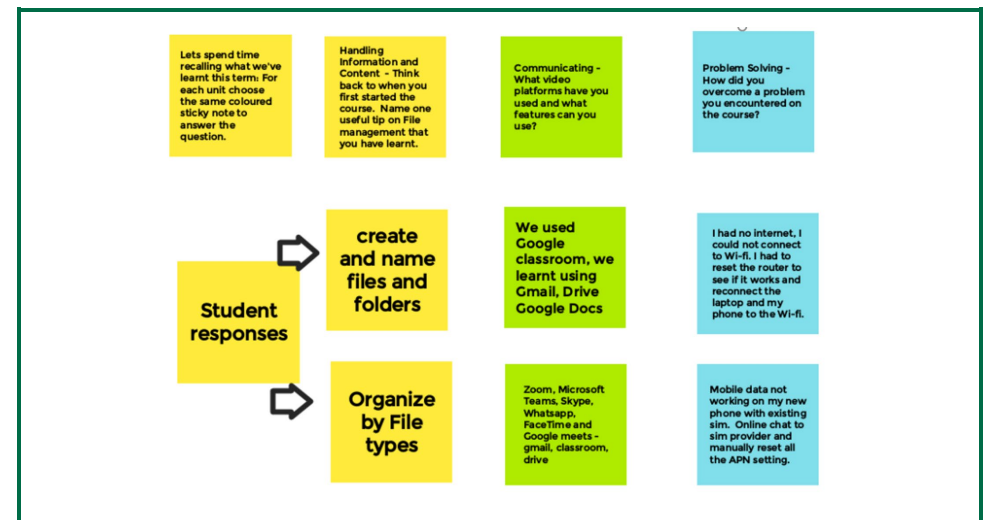 Lets spend time
recalling what we've
learnt this term: For
each unit choose
the same coloured
sticky note to
answer the
question.
Handling
Information and
Content - Think
back to when you
first started the
course. Name one
useful tip on File
management that
you have learnt.
Communicating -
What video
platforms have you
used and what
features can you
use?
Problem Solving -
How did you
overcome a problem
you encountered on
the course?
Student
responses
create
and name
files and
folders
We used
Google
classroom, we
learnt using
Gmail, Drive
Google Docs
I had no internet, I
could not connect
to Wi-fi. I had to
reset the router to
see if it works and
reconnect the
laptop and my
phone to the Wi-fi.
Organize
by File
types
Zoom, Microsoft
Teams, Skype,
Whatsapp,
FaceTime and
Google meets -
gmail, classroom,
drive
Mobile data not
working on my new
phone with existing
sim. Online chat to
sim provider and
manually reset all
the APN setting.